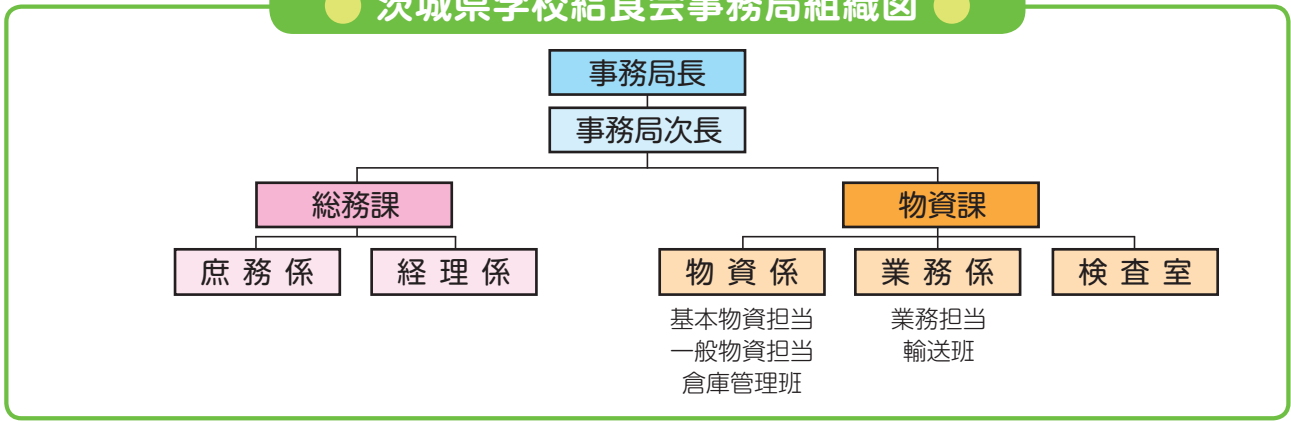 茨城県学校給食会事務局組織図
事務局長
事務局次長
総務課
物資課
庶務係
経理係
物資係
業務係
検査室
基本物資担当
一般物資担当
倉庫管理班
業務担当
輸送班